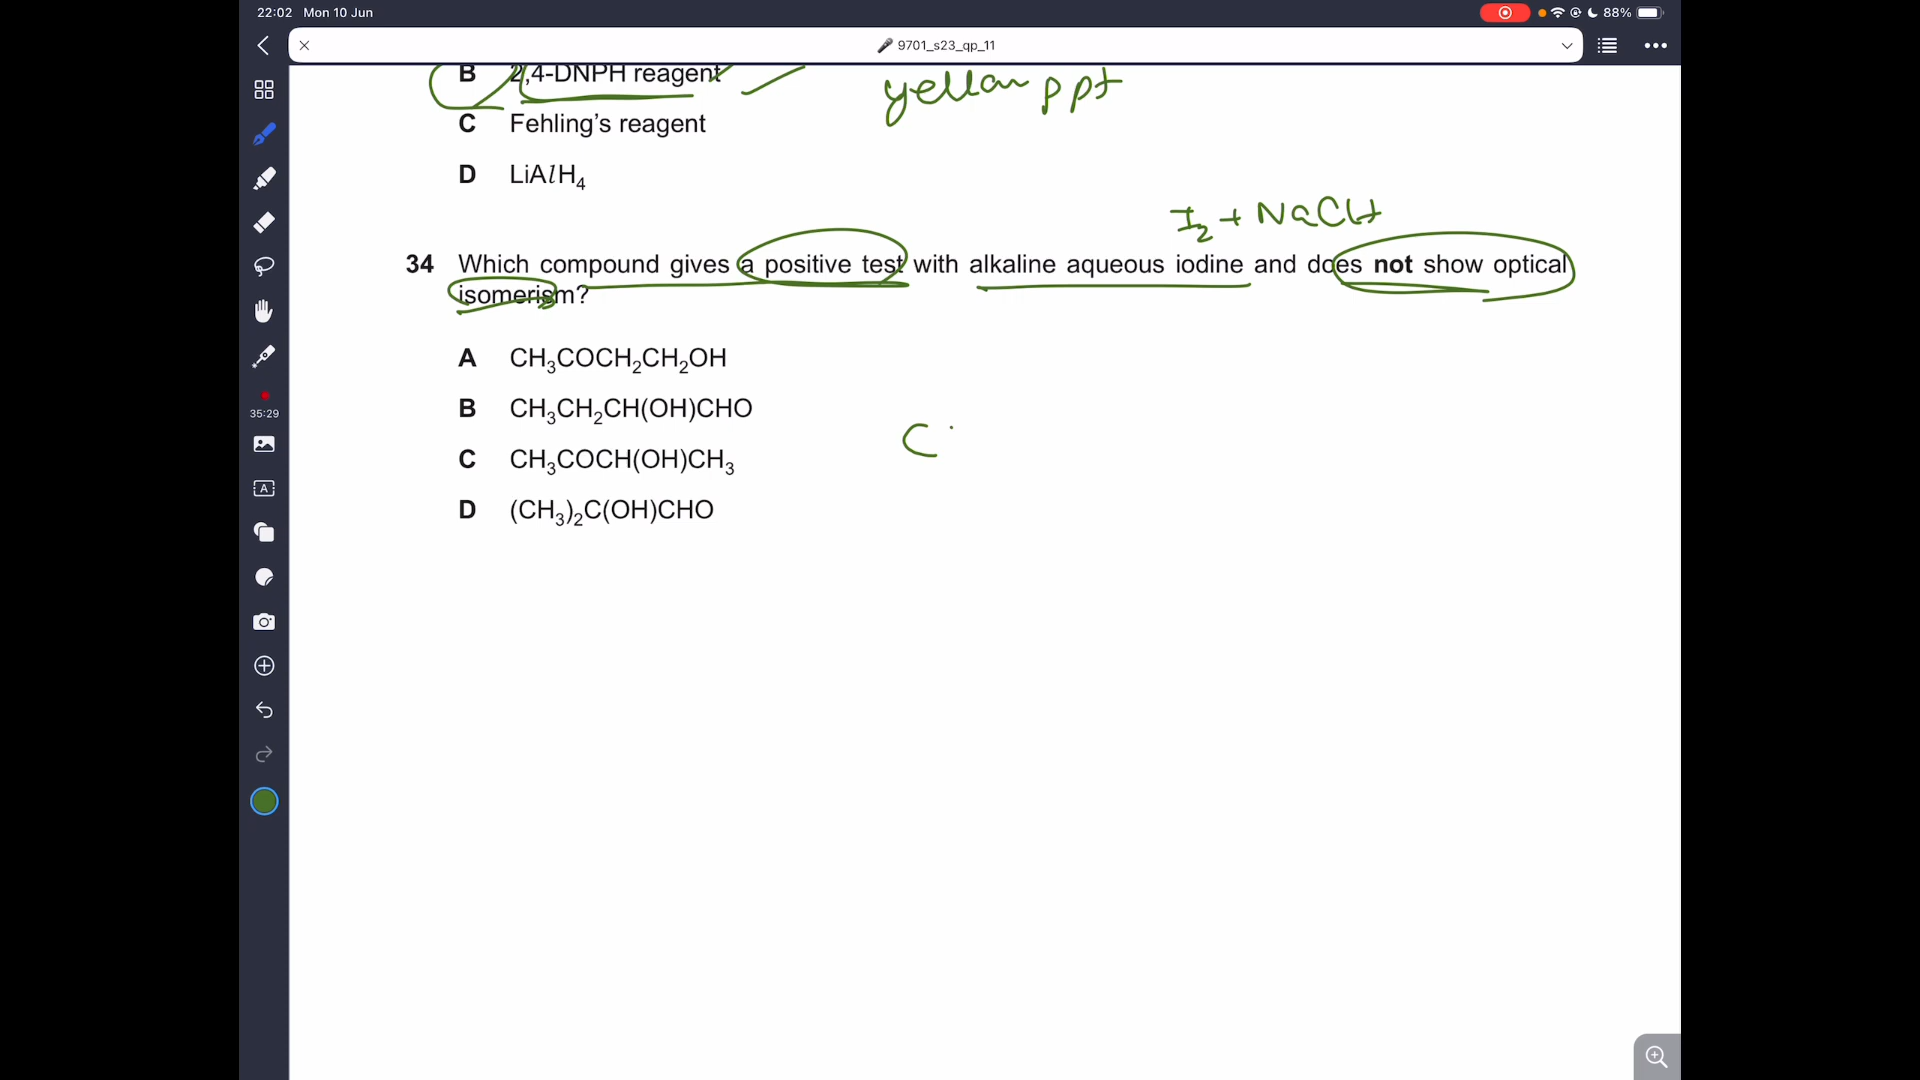 22:02 Mon 10 Jun
88%
9701_s23_qp_11
B 2,4-DNPH reagent
yellow ppt
C Fehling's reagent
D LiAlH₄
I₂ + NaOH
34 Which compound gives a positive test with alkaline aqueous iodine and does not show optical
isomerism?
A CH₃COCH₂CH₂OH
B CH₃CH₂CH(OH)CHO
C
C CH₃COCH(OH)CH₃
D (CH₃)₂C(OH)CHO
35:29
A